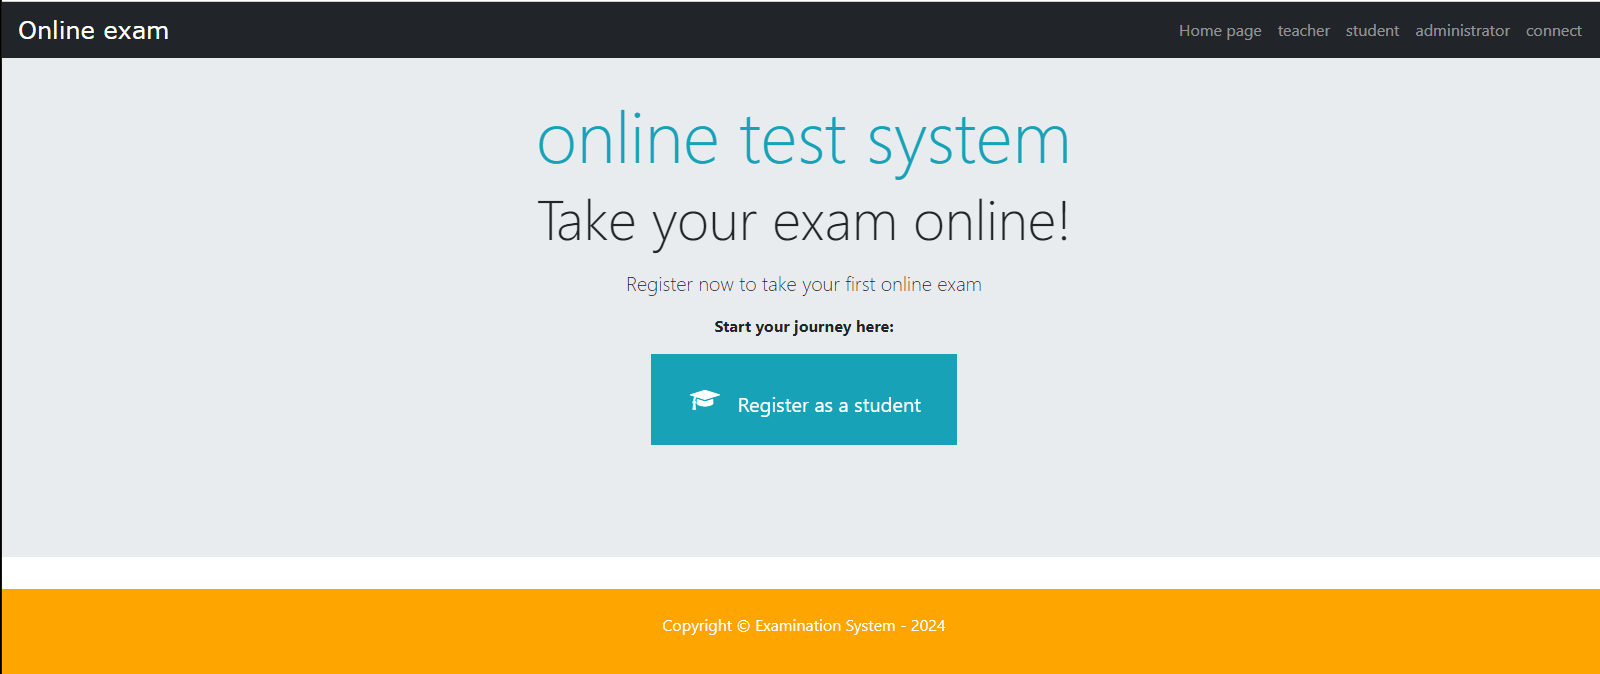 Online exam
Home page teacher student administrator connect
online test system
Take your exam online!
Register now to take your first online exam
Start your journey here:
Register as a student
Copyright © Examination System - 2024